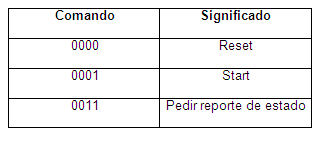 Comando Significado
0000 Reset
0001 Start
0011 Pedir reporte de estado